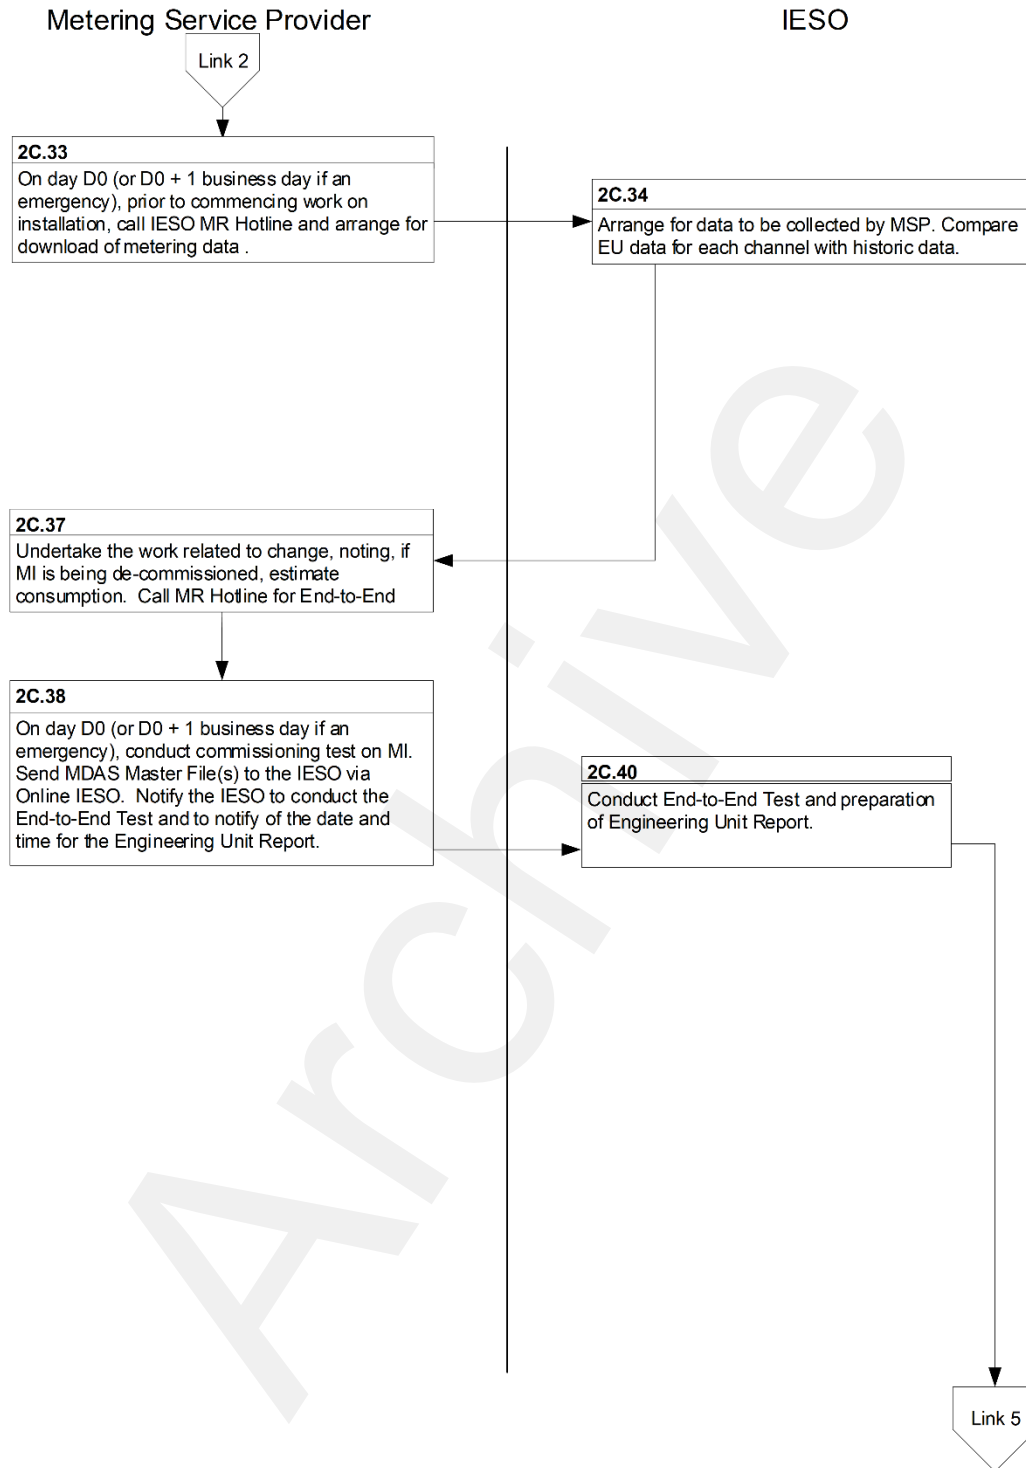 Metering Service Provider
IESO
Link 2
2C.33
On day D0 (or D0 + 1 business day if an
emergency), prior to commencing work on
installation, call IESO MR Hotline and arrange for
download of metering data .
2C.34
Arrange for data to be collected by MSP. Compare
EU data for each channel with historic data.
2C.37
Undertake the work related to change, noting, if
MI is being de-commissioned, estimate
consumption. Call MR Hotline for End-to-End
2C.38
On day D0 (or D0 + 1 business day if an
emergency), conduct commissioning test on MI.
Send MDAS Master File(s) to the IESO via
Online IESO. Notify the IESO to conduct the
End-to-End Test and to notify of the date and
time for the Engineering Unit Report.
2C.40
Conduct End-to-End Test and preparation
of Engineering Unit Report.
Link 5
Archive